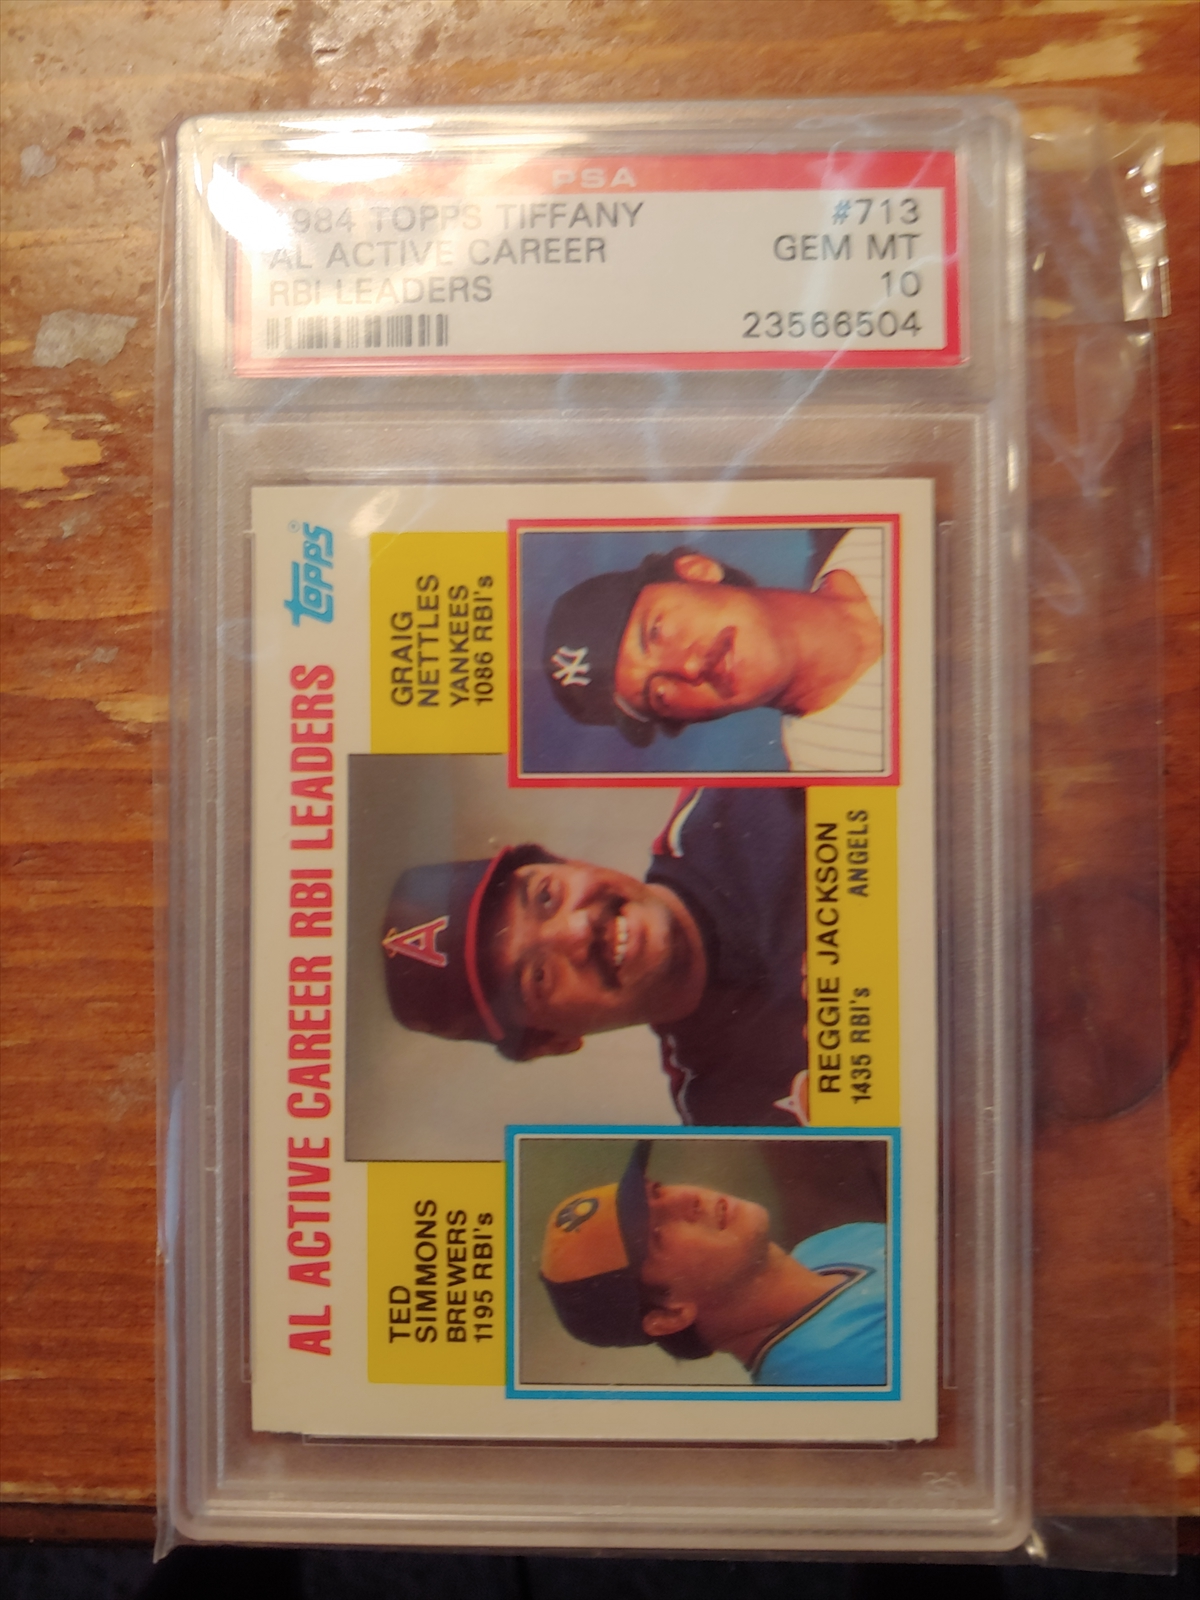 PSA
1984 TOPPS TIFFANY #713
AL ACTIVE CAREER GEM MT
RBI LEADERS 10
23566504
AL ACTIVE CAREER RBI LEADERS
Topps®
TED
SIMMONS
BREWERS
1195 RBI's
GRAIG
NETTLES
YANKEES
1086 RBI's
REGGIE JACKSON
1435 RBI's ANGELS
NY
A